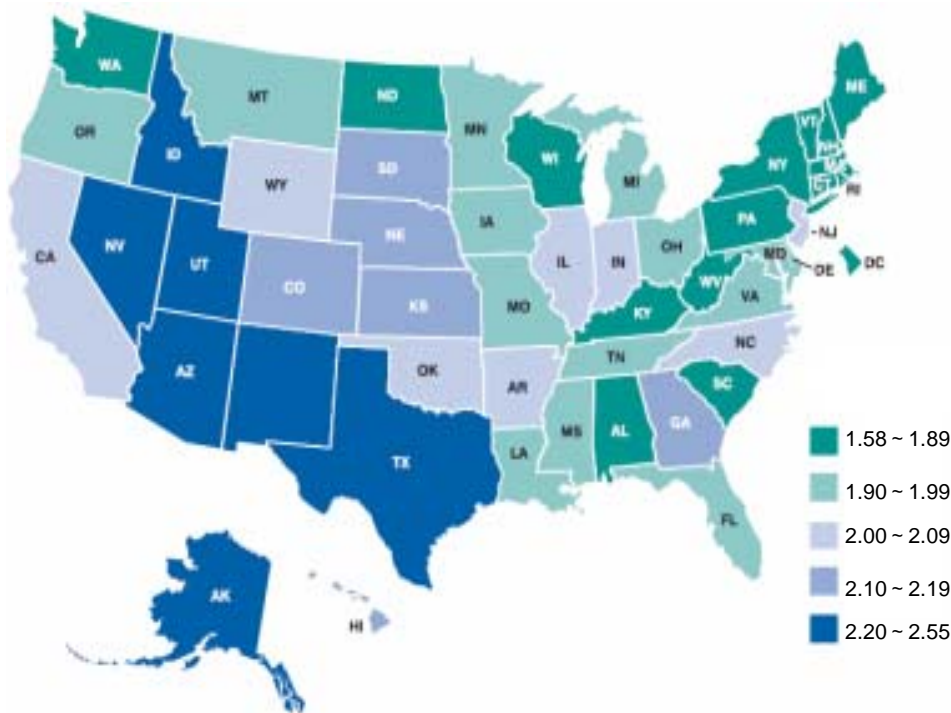 WA
ME
MT
ND
VT
MN
OR
NH
WI
ID
NY
MA
SD
MI
CT
RI
WY
PA
IA
NJ
NE
OH
NV
MD
CA
IL
IN
DE
DC
UT
CO
WV
VA
KS
MO
KY
NC
TN
OK
AZ
AR
SC
MS
AL
GA
1.58 ~ 1.89
LA
TX
1.90 ~ 1.99
FL
2.00 ~ 2.09
2.10 ~ 2.19
AK
HI
2.20 ~ 2.55